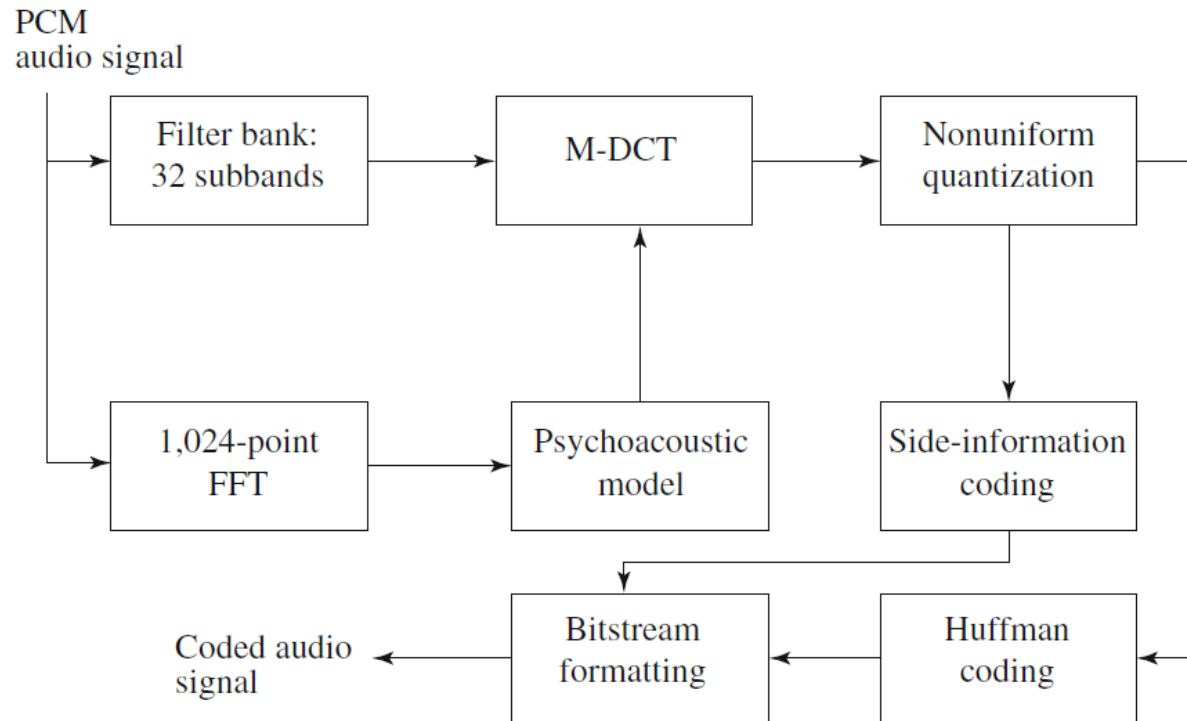 PCM
audio signal
Filter bank:
32 subbands
M-DCT
Nonuniform
quantization
1,024-point
FFT
Psychoacoustic
model
Side-information
coding
Coded audio
signal
Bitstream
formatting
Huffman
coding